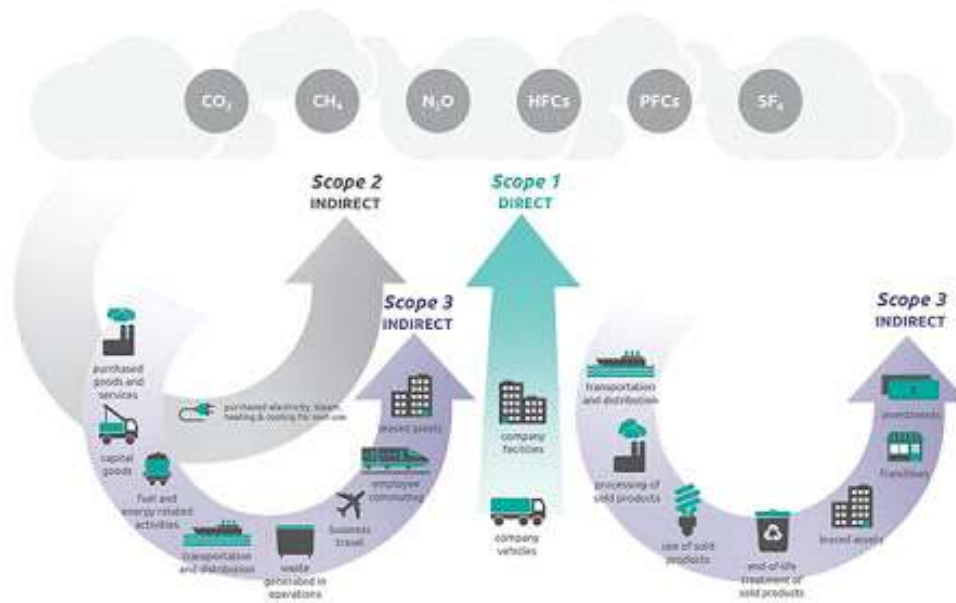 CO₂
CH₄
N₂O
HFCs
PFCs
SF₆
Scope 2
INDIRECT
Scope 1
DIRECT
Scope 3
INDIRECT
Scope 3
INDIRECT
purchased
goods and
services
capital
goods
fuel and
energy related
activities
transportation
and distribution
waste
generated in
operations
business
travel
employee
commuting
leased assets
purchased electricity, steam,
heating & cooling for own use
company
facilities
company
vehicles
transportation
and distribution
processing of
sold products
use of sold
products
end-of-life
treatment of
sold products
leased assets
franchises
investments